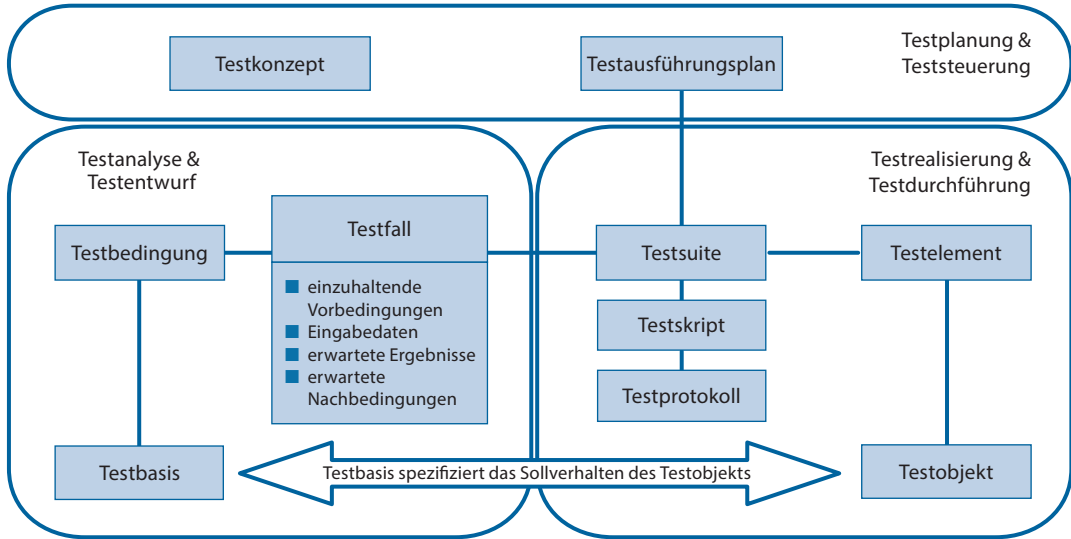 Testplanung &
Teststeuerung
Testkonzept
Testausführungsplan
Testanalyse &
Testentwurf
Testbedingung
Testfall
einzuhaltende
Vorbedingungen
Eingabedaten
erwartete Ergebnisse
erwartete
Nachbedingungen
Testbasis
Testrealisierung &
Testdurchführung
Testsuite
Testelement
Testskript
Testprotokoll
Testobjekt
Testbasis spezifiziert das Sollverhalten des Testobjekts